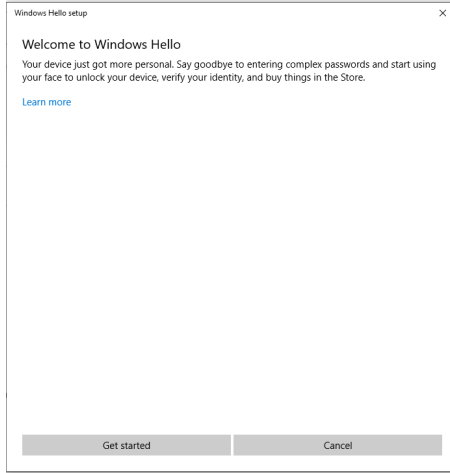 Windows Hello setup
Welcome to Windows Hello
Your device just got more personal. Say goodbye to entering complex passwords and start using
your face to unlock your device, verify your identity, and buy things in the Store.
Learn more
Get started
Cancel